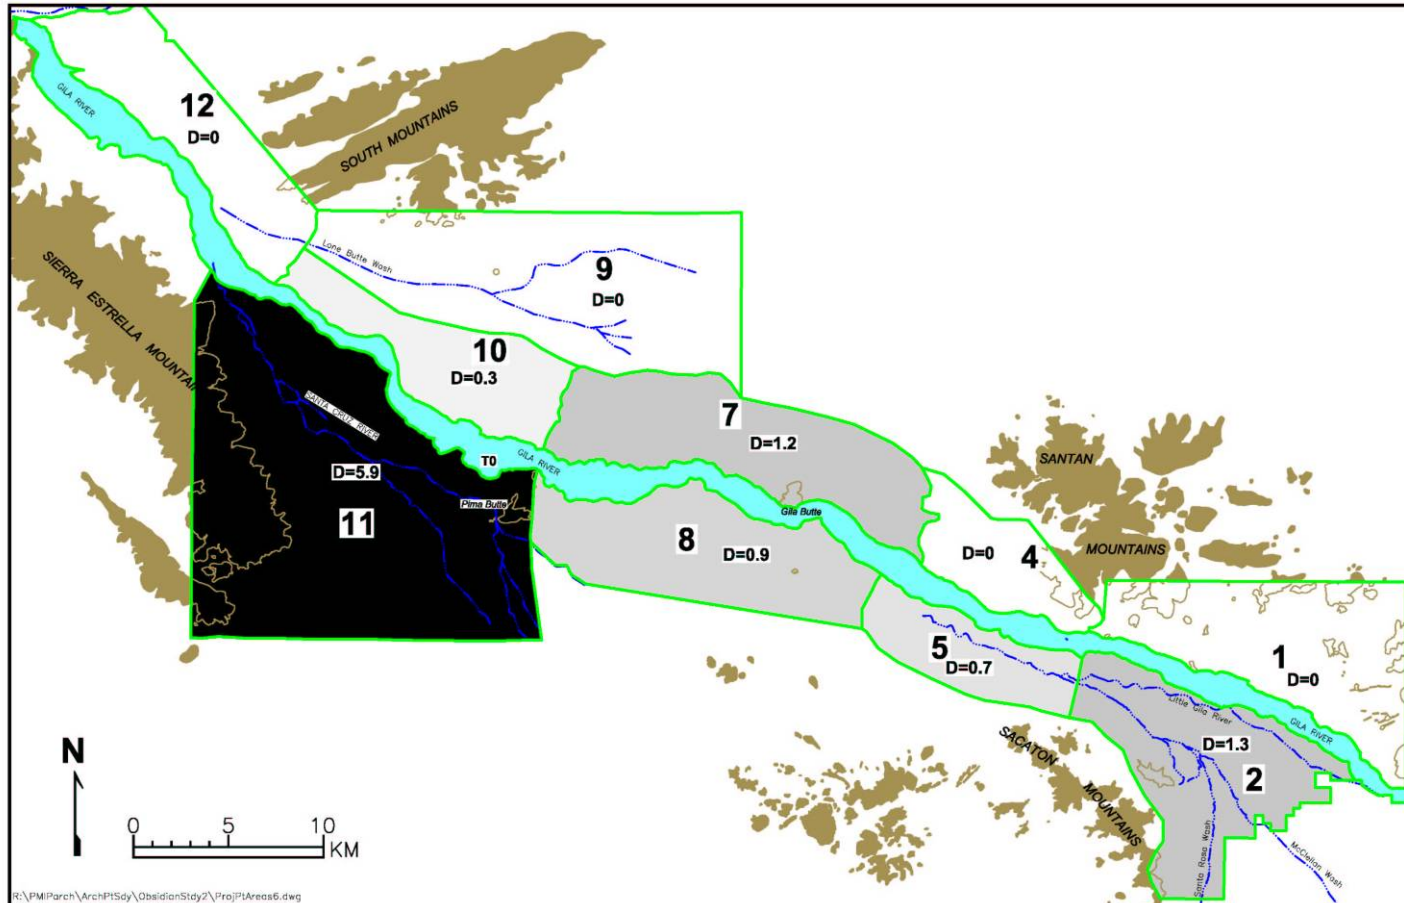 GILA RIVER
12
D=0
SOUTH MOUNTAINS
SIERRA ESTRELLA MOUNTAIN
Lone Butte Wash
9
D=0
10
D=0.3
SANTA CRUZ RIVER
7
D=1.2
GILA RIVER
T0
D=5.9
11
Pima Butte
Gila Butte
8
D=0.9
SANTAN
MOUNTAINS
D=0
4
5
D=0.7
1
D=0
Little Gila River
GILA RIVER
D=1.3
2
SACATON
MOUNTAINS
Santa Rosa Wash
McClellan Wash
N
0
5
10
KM
R:\PMIParch\ArchPtSdy\ObsidianStdy2\ProjPtAreas6.dwg